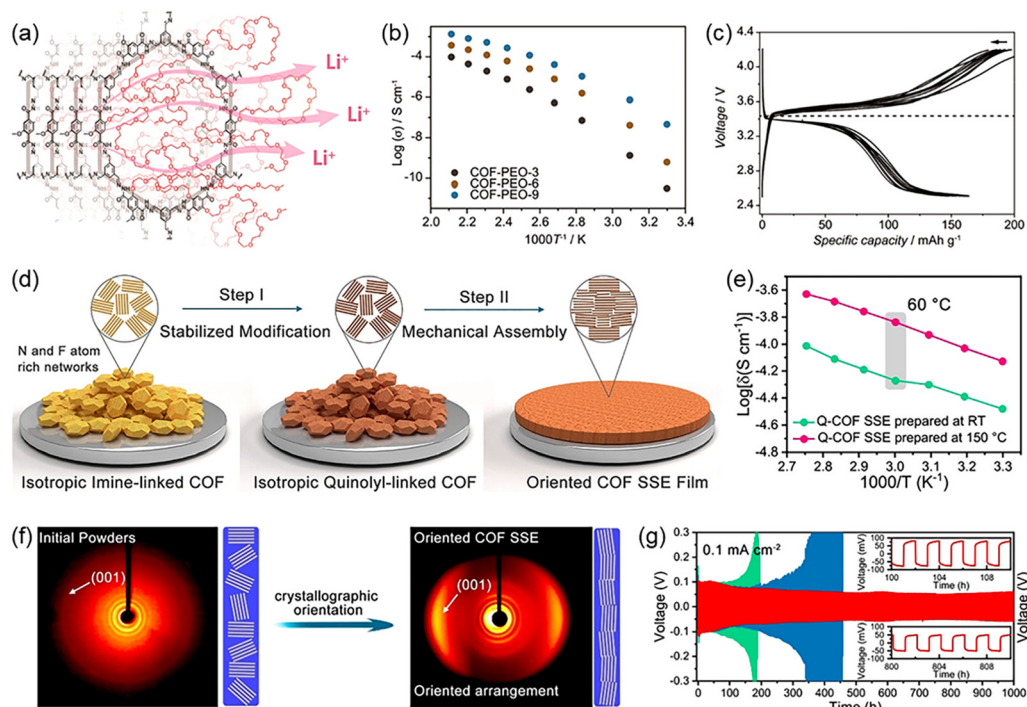 (a)
Li⁺
Li⁺
Li⁺
(b)
Log (σ) / S cm⁻¹
-4
-6
-8
-10
COF-PEO-3
COF-PEO-6
COF-PEO-9
2.0 2.2 2.4 2.6 2.8 3.0 3.2 3.4
1000T⁻¹ / K
(c)
Voltage / V
4.2
3.6
3.0
2.4
0 50 100 150 200
Specific capacity / mAh g⁻¹
(d)
Step I
Stabilized Modification
Step II
Mechanical Assembly
N and F atom
rich networks
Isotropic Imine-linked COF
Isotropic Quinolyl-linked COF
Oriented COF SSE Film
(e)
Log[δ(S cm⁻¹)]
-3.6
-3.8
-4.0
-4.2
-4.4
-4.6
-4.8
60 °C
Q-COF SSE prepared at RT
Q-COF SSE prepared at 150 °C
2.7 2.8 2.9 3.0 3.1 3.2 3.3
1000/T (K⁻¹)
(f)
Initial Powders
(001)
crystallographic
orientation
Oriented COF SSE
(001)
Oriented arrangement
(g)
Voltage (V)
0.3
0.2
0.1
0.0
-0.1
-0.2
-0.3
0.1 mA cm⁻²
Voltage (mV)
100
50
0
-50
-100
100 104 108
Time (h)
Voltage (mV)
100
50
0
-50
-100
800 804 808
Time (h)
0 100 200 300 400 500 600 700 800 900 1000
Time (h)
Voltage (V)